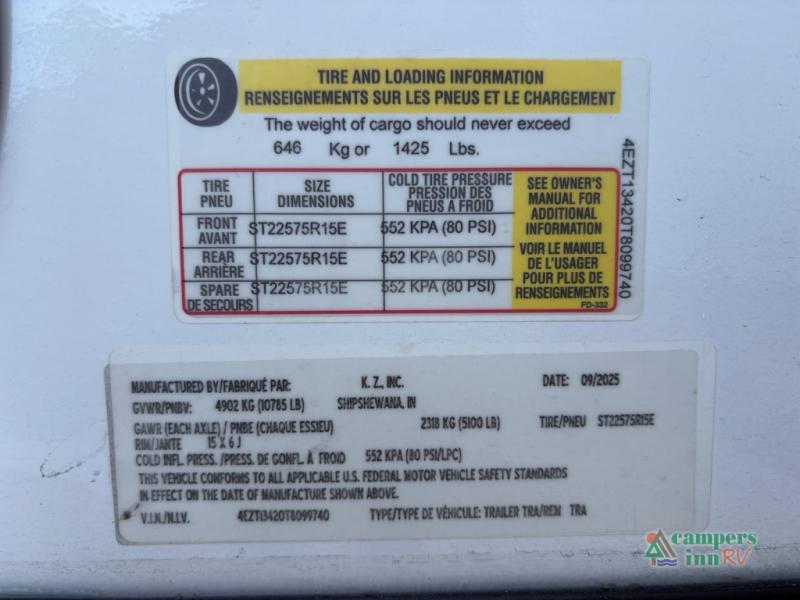 TIRE AND LOADING INFORMATION
RENSEIGNEMENTS SUR LES PNEUS ET LE CHARGEMENT
The weight of cargo should never exceed
646 Kg or 1425 Lbs.
TIRE PNEU SIZE DIMENSIONS COLD TIRE PRESSURE PRESSION DES PNEUS A FROID
FRONT AVANT ST22575R15E 552 KPA (80 PSI)
REAR ARRIÈRE ST22575R15E 552 KPA (80 PSI)
SPARE DE SECOURS ST22575R15E 552 KPA (80 PSI)
SEE OWNER'S
MANUAL FOR
ADDITIONAL
INFORMATION
VOIR LE MANUEL
DE L'USAGER
POUR PLUS DE
RENSEIGNEMENTS
FD-332
4EZT13420T8099740
MANUFACTURED BY/FABRIQUÉ PAR: K. Z., INC. DATE: 09/2025
GVWR/PNBV: 4902 KG (10785 LB) SHIPSHEWANA, IN
GAWR (EACH AXLE) / PNBE (CHAQUE ESSIEU) 2318 KG (5100 LB) TIRE/PNEU ST22575R15E
RIM/JANTE 15 X 6 J
COLD INFL. PRESS. /PRESS. DE GONFL. À FROID 552 KPA (80 PSI/LPC)
THIS VEHICLE CONFORMS TO ALL APPLICABLE U.S. FEDERAL MOTOR VEHICLE SAFETY STANDARDS
IN EFFECT ON THE DATE OF MANUFACTURE SHOWN ABOVE.
V.I.N./N.I.V. 4EZT13420T8099740 TYPE/TYPE DE VÉHICULE: TRAILER TRA/REM TRA
campers
inn RV